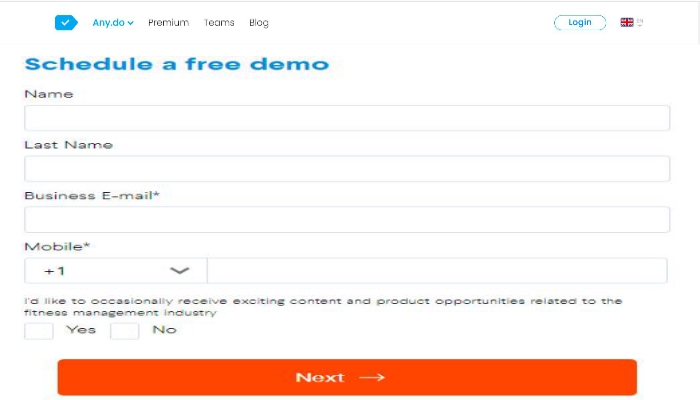 Any.do Premium Teams Blog Login EN
Schedule a free demo
Name
Last Name
Business E-mail*
Mobile*
+1
I'd like to occasionally receive exciting content and product opportunities related to the
fitness management industry
Yes No
Next →